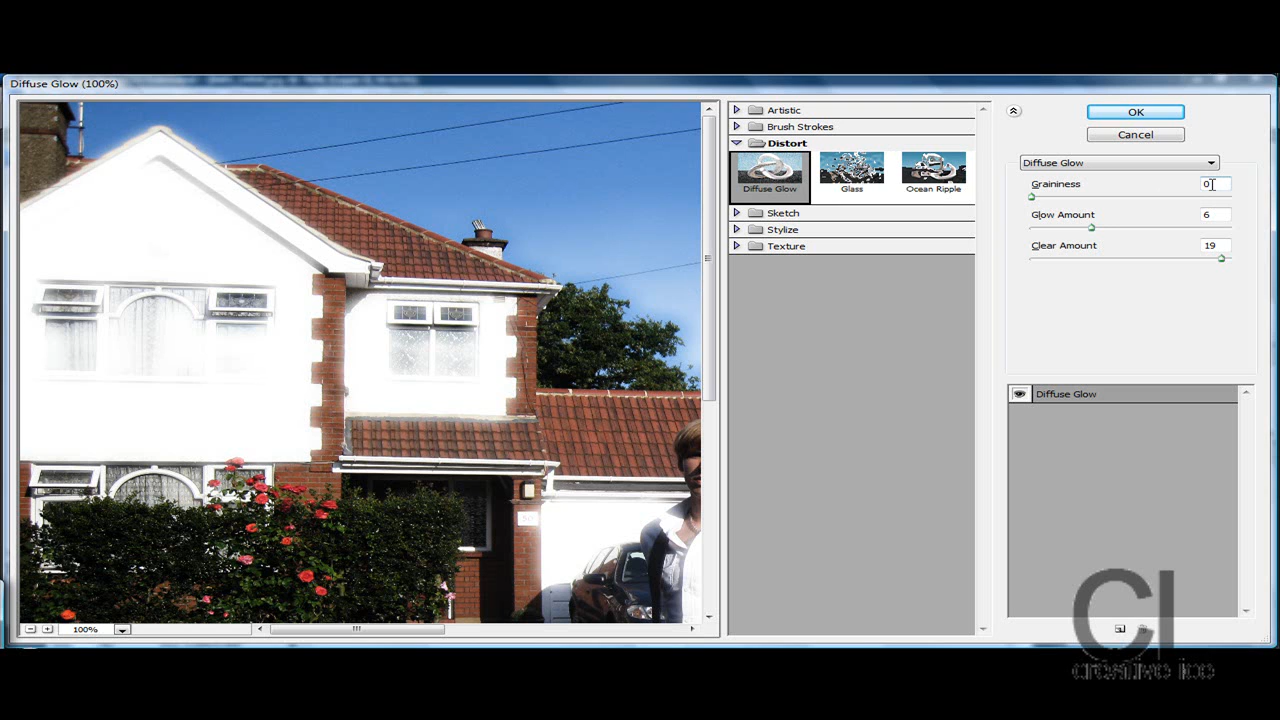 Diffuse Glow (100%)
Artistic
Brush Strokes
Distort
Diffuse Glow
Glass
Ocean Ripple
Sketch
Stylize
Texture
OK
Cancel
Diffuse Glow
Graininess
0
Glow Amount
6
Clear Amount
19
Diffuse Glow
100%
CI
creative ice